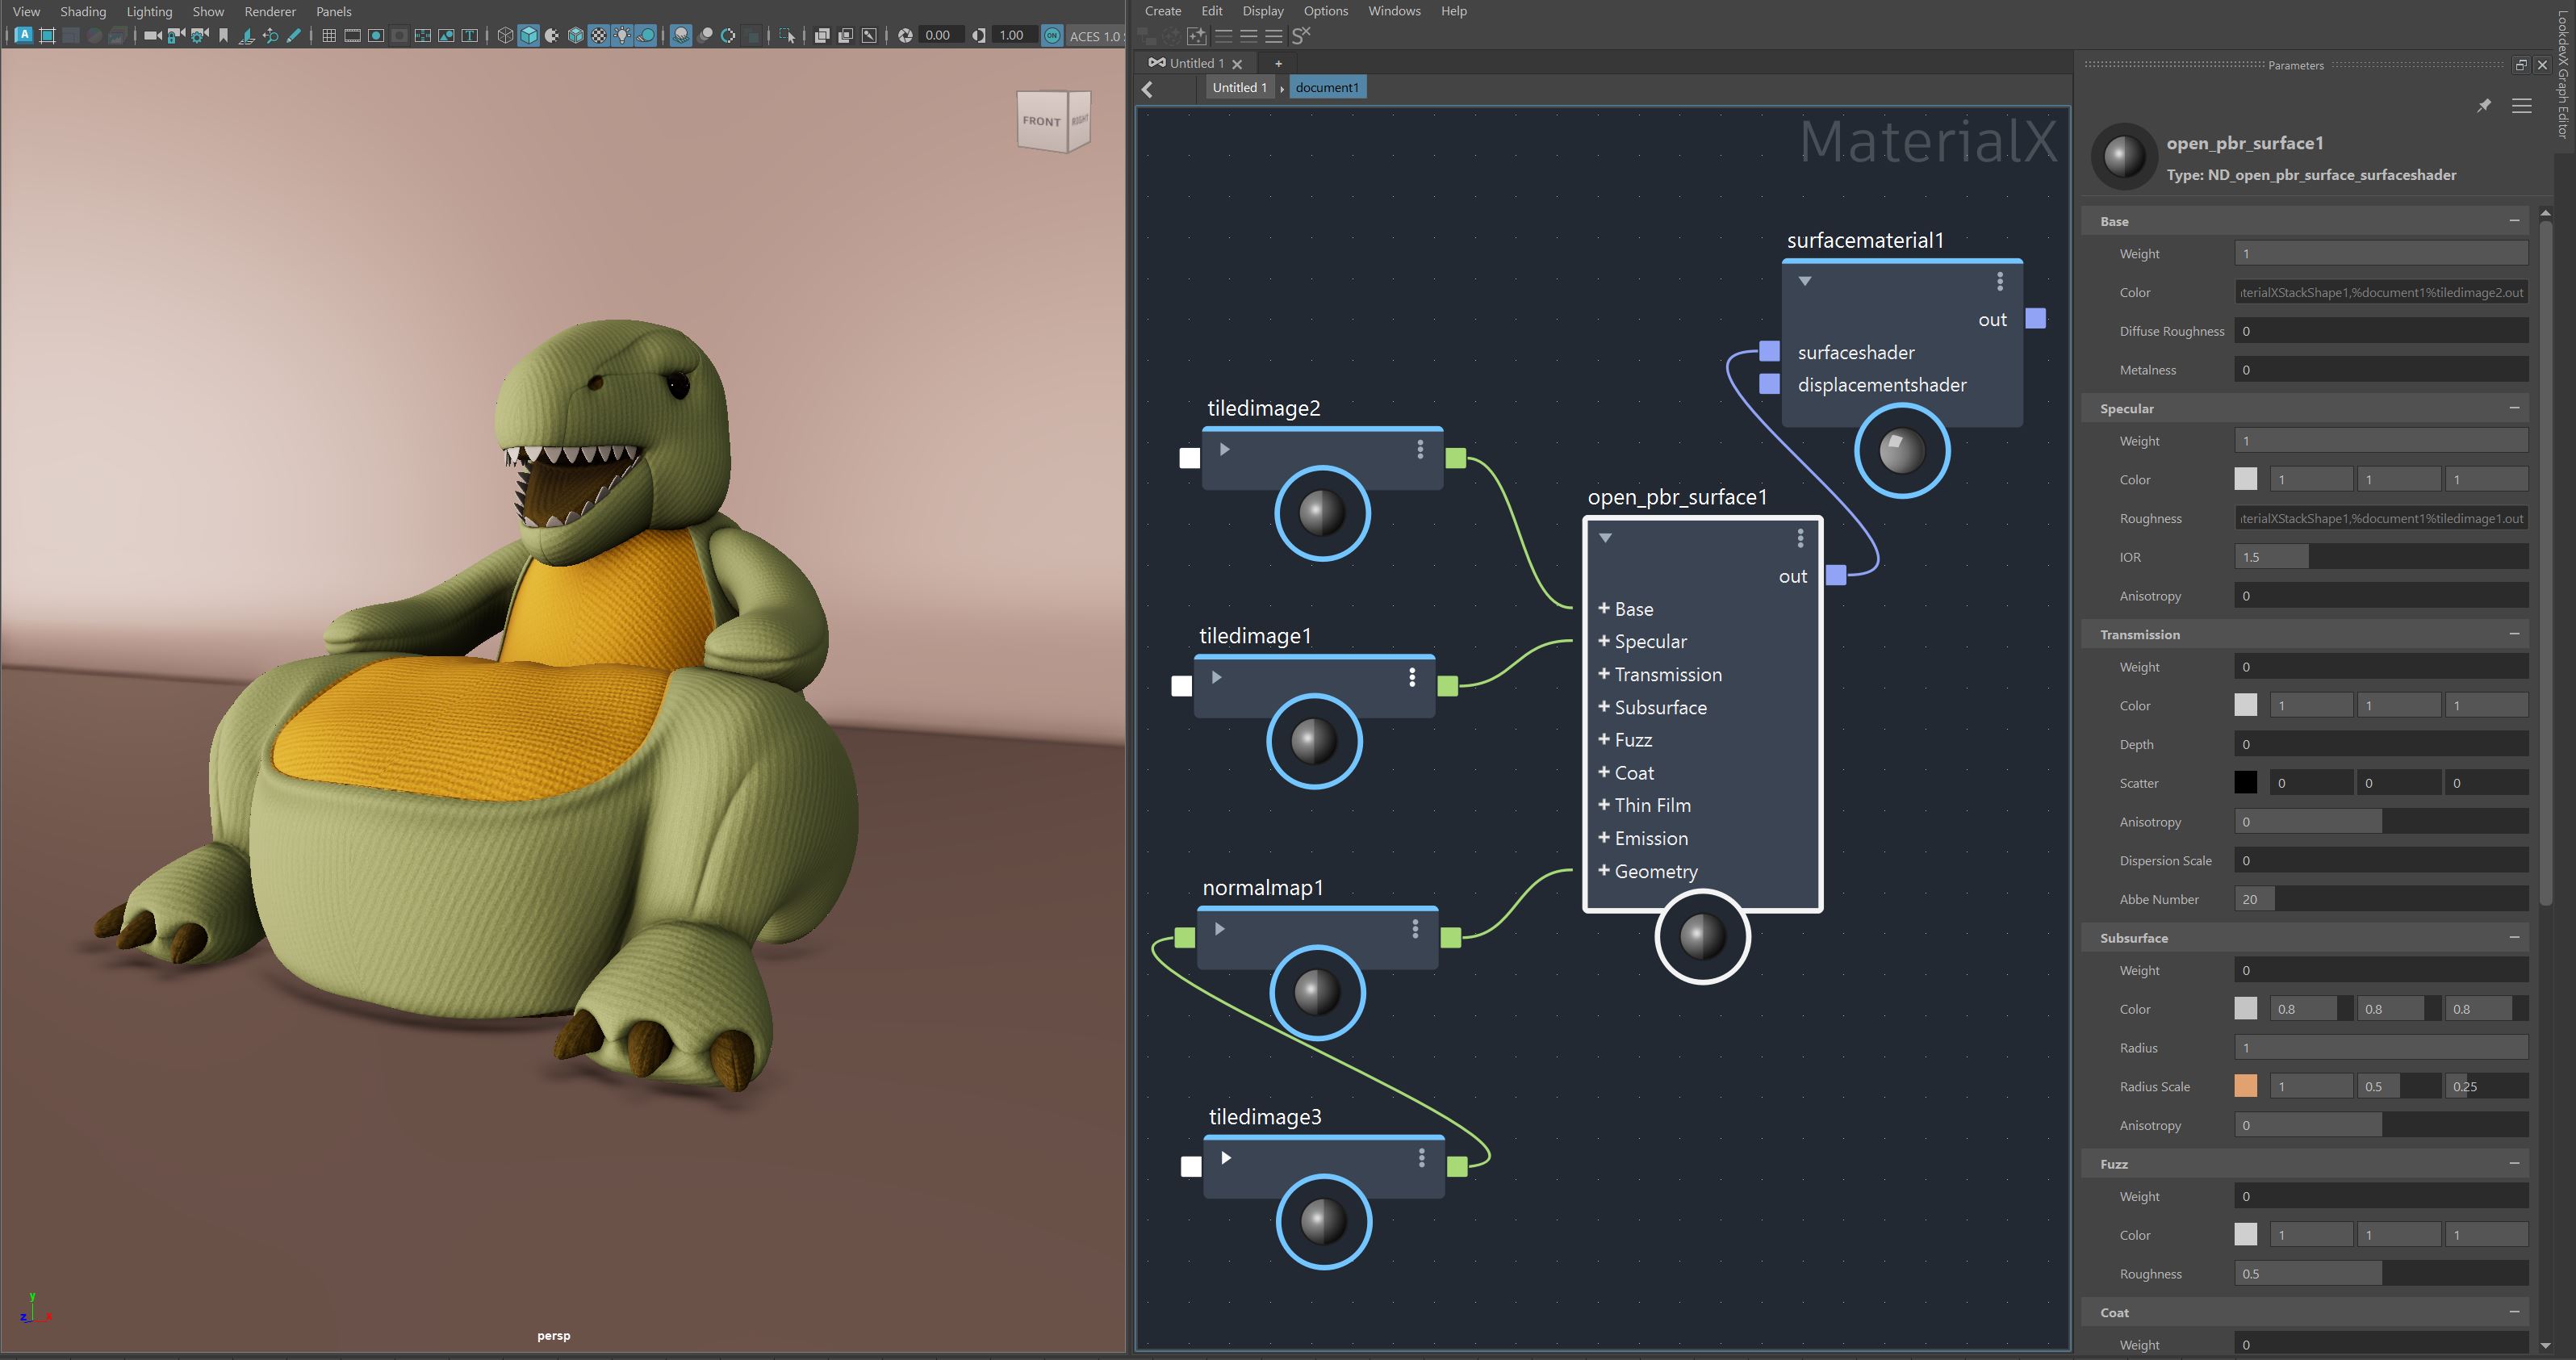 View Shading Lighting Show Renderer Panels
0.00 1.00 ON ACES 1.0
FRONT RIGHT
y
z x
persp
Create Edit Display Options Windows Help
Untitled 1
+
Untitled 1 document1
MaterialX
surfacematerial1
out
surfaceshader
displacementshader
tiledimage2
open_pbr_surface1
out
+ Base
+ Specular
+ Transmission
+ Subsurface
+ Fuzz
+ Coat
+ Thin Film
+ Emission
+ Geometry
tiledimage1
normalmap1
tiledimage3
Parameters
LookdevX Graph Editor
open_pbr_surface1
Type: ND_open_pbr_surface_surfaceshader
Base
Weight 1
Color terialXStackShape1,%document1%tiledimage2.out
Diffuse Roughness 0
Metalness 0
Specular
Weight 1
Color 1 1 1
Roughness terialXStackShape1,%document1%tiledimage1.out
IOR 1.5
Anisotropy 0
Transmission
Weight 0
Color 1 1 1
Depth 0
Scatter 0 0 0
Anisotropy 0
Dispersion Scale 0
Abbe Number 20
Subsurface
Weight 0
Color 0.8 0.8 0.8
Radius 1
Radius Scale 1 0.5 0.25
Anisotropy 0
Fuzz
Weight 0
Color 1 1 1
Roughness 0.5
Coat
Weight 0